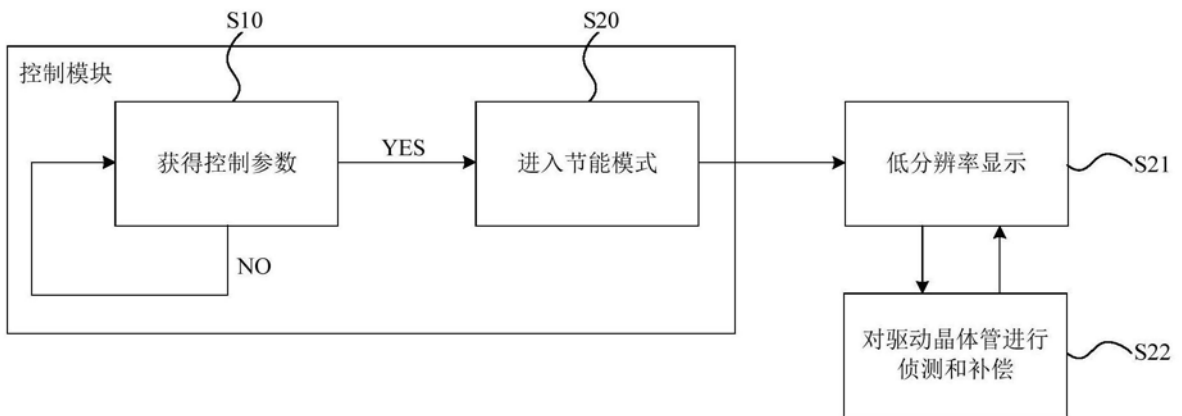 S10
S20
控制模块
获得控制参数
YES
进入节能模式
低分辨率显示
S21
NO
对驱动晶体管进行
侦测和补偿
S22